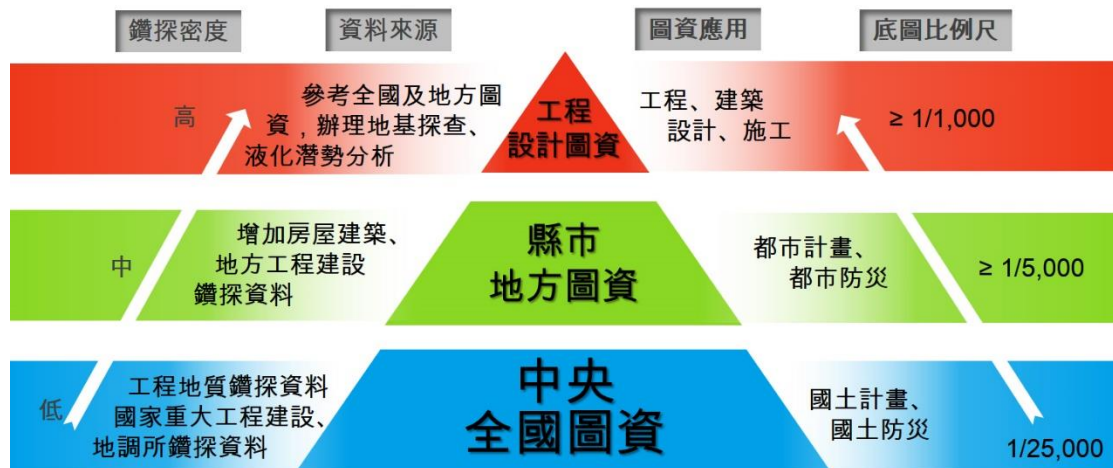 鑽探密度
資料來源
圖資應用
底圖比例尺
高
參考全國及地方圖
資，辦理地基探查、
液化潛勢分析
工程
設計圖資
工程、建築
設計、施工
≥ 1/1,000
中
增加房屋建築、
地方工程建設
鑽探資料
縣市
地方圖資
都市計畫、
都市防災
≥ 1/5,000
低
工程地質鑽探資料
國家重大工程建設、
地調所鑽探資料
中央
全國圖資
國土計畫、
國土防災
1/25,000